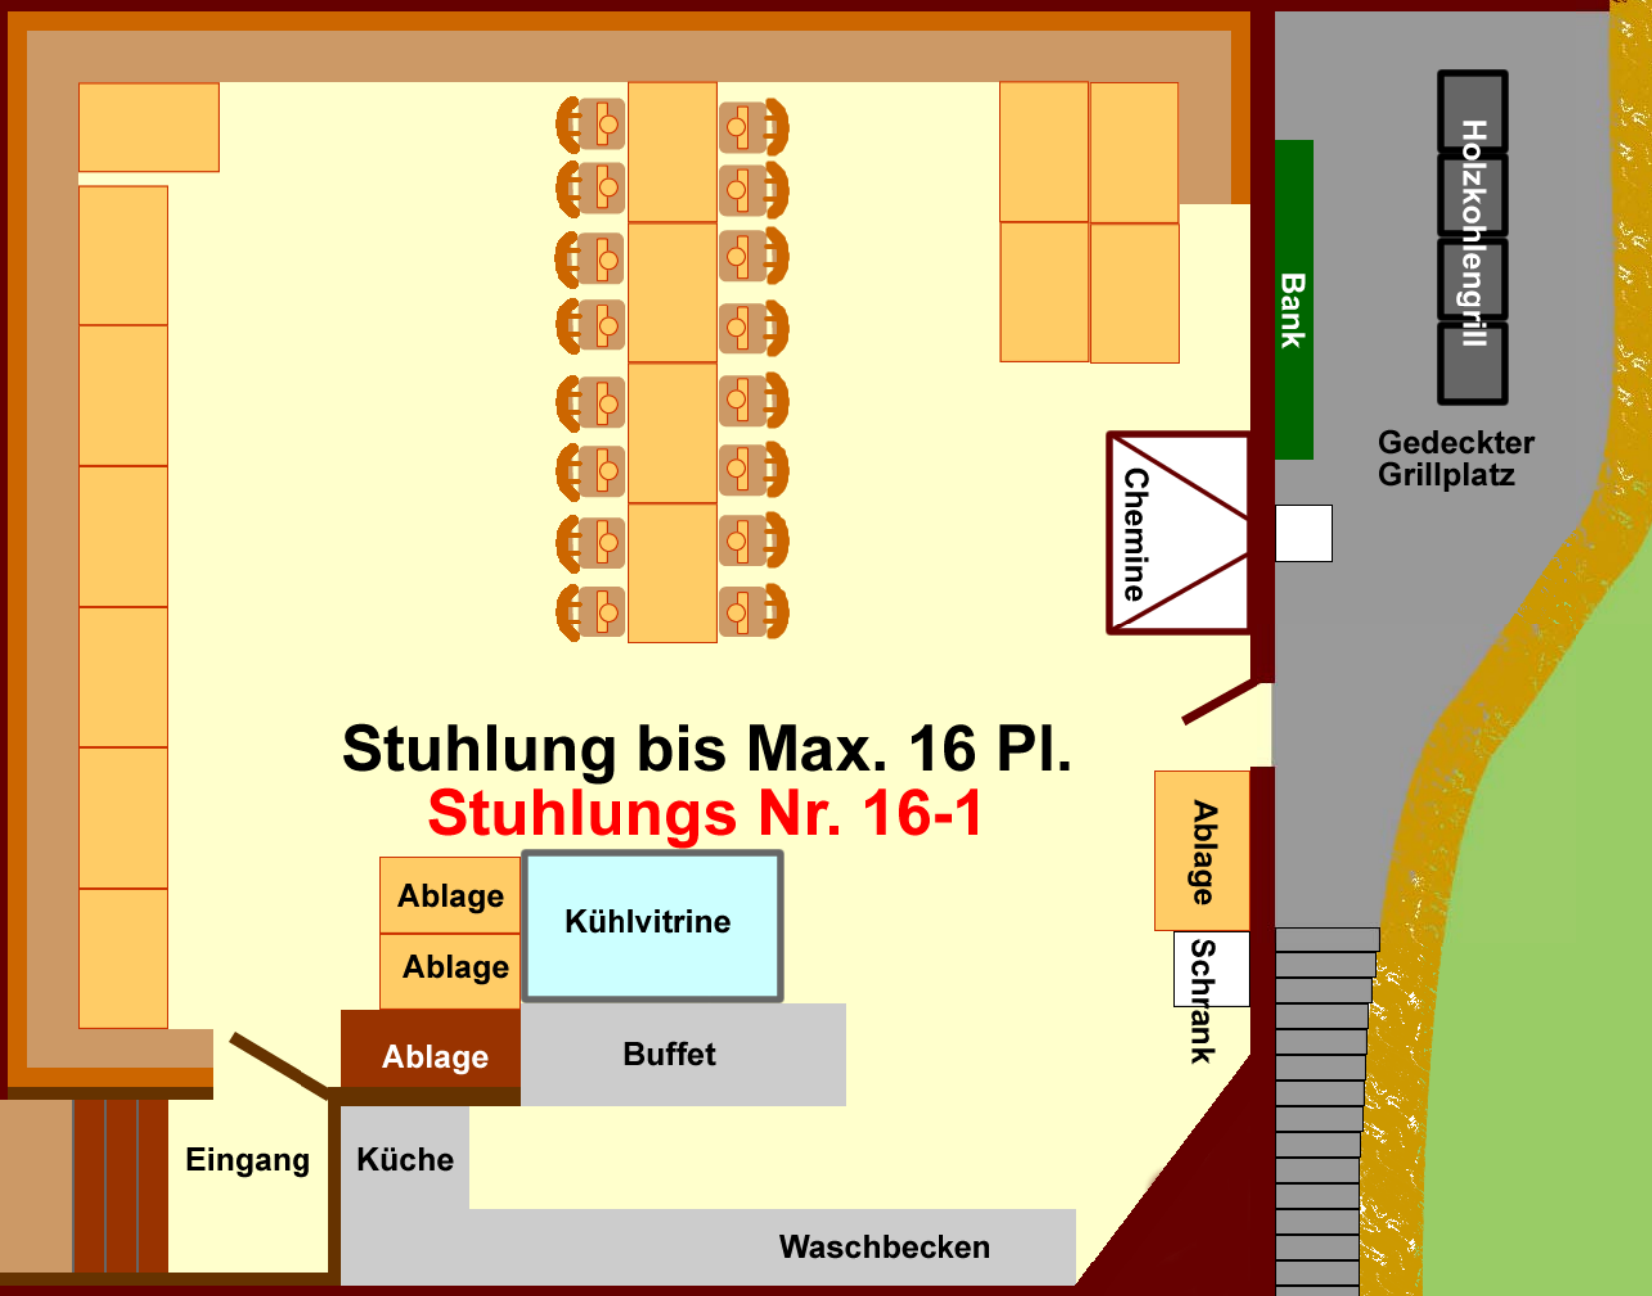 Holzkohlengrill
Bank
Gedeckter
Grillplatz
Chemine
Stuhlung bis Max. 16 Pl.
Stuhlungs Nr. 16-1
Ablage
Ablage
Kühlvitrine
Ablage
Schrank
Ablage
Buffet
Eingang
Küche
Waschbecken